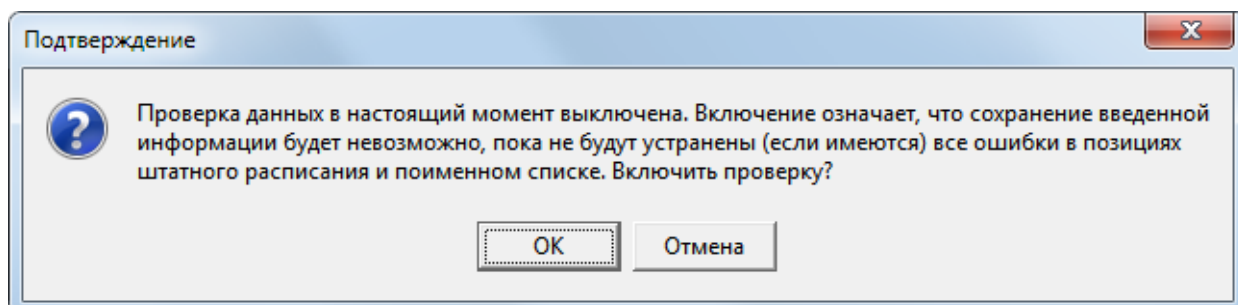 Подтверждение
Проверка данных в настоящий момент выключена. Включение означает, что сохранение введенной
информации будет невозможно, пока не будут устранены (если имеются) все ошибки в позициях
штатного расписания и поименном списке. Включить проверку?
ОК
Отмена